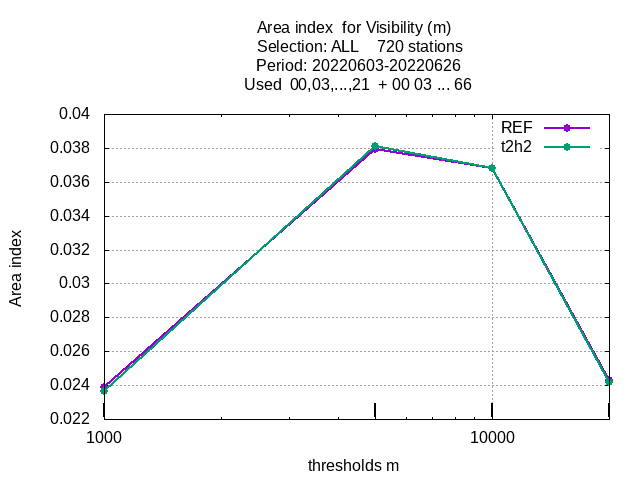 Area index  for Visibility (m)
Selection: ALL    720 stations
Period: 20220603-20220626
Used  00,03,...,21  + 00 03 ... 66
REF
t2h2
0.04
0.038
0.036
0.034
0.032
0.03
0.028
0.026
0.024
0.022
Area index
1000
10000
thresholds m